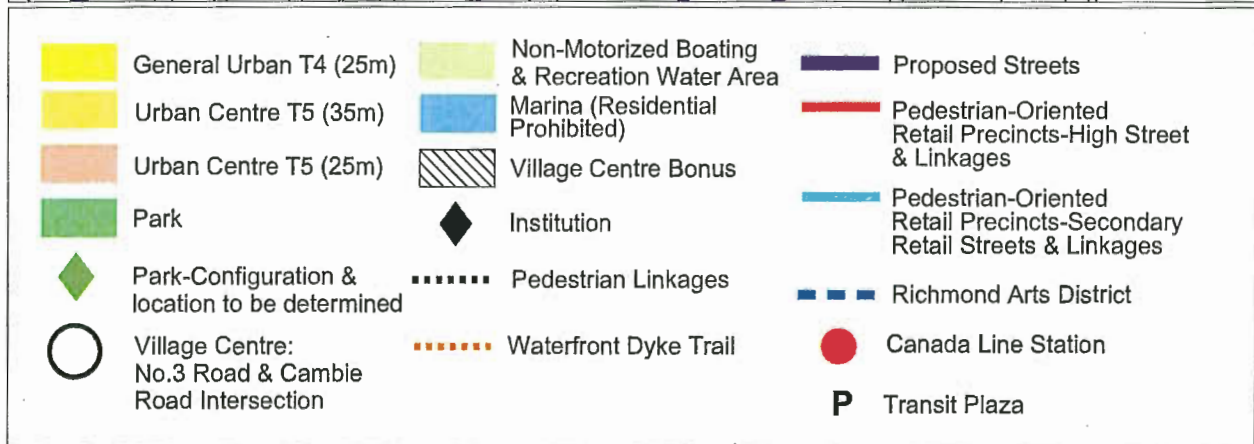 General Urban T4 (25m)
Urban Centre T5 (35m)
Urban Centre T5 (25m)
Park
Park-Configuration &
location to be determined
Village Centre:
No.3 Road & Cambie
Road Intersection
Non-Motorized Boating
& Recreation Water Area
Marina (Residential
Prohibited)
Village Centre Bonus
Institution
Pedestrian Linkages
Waterfront Dyke Trail
Proposed Streets
Pedestrian-Oriented
Retail Precincts-High Street
& Linkages
Pedestrian-Oriented
Retail Precincts-Secondary
Retail Streets & Linkages
Richmond Arts District
Canada Line Station
P Transit Plaza